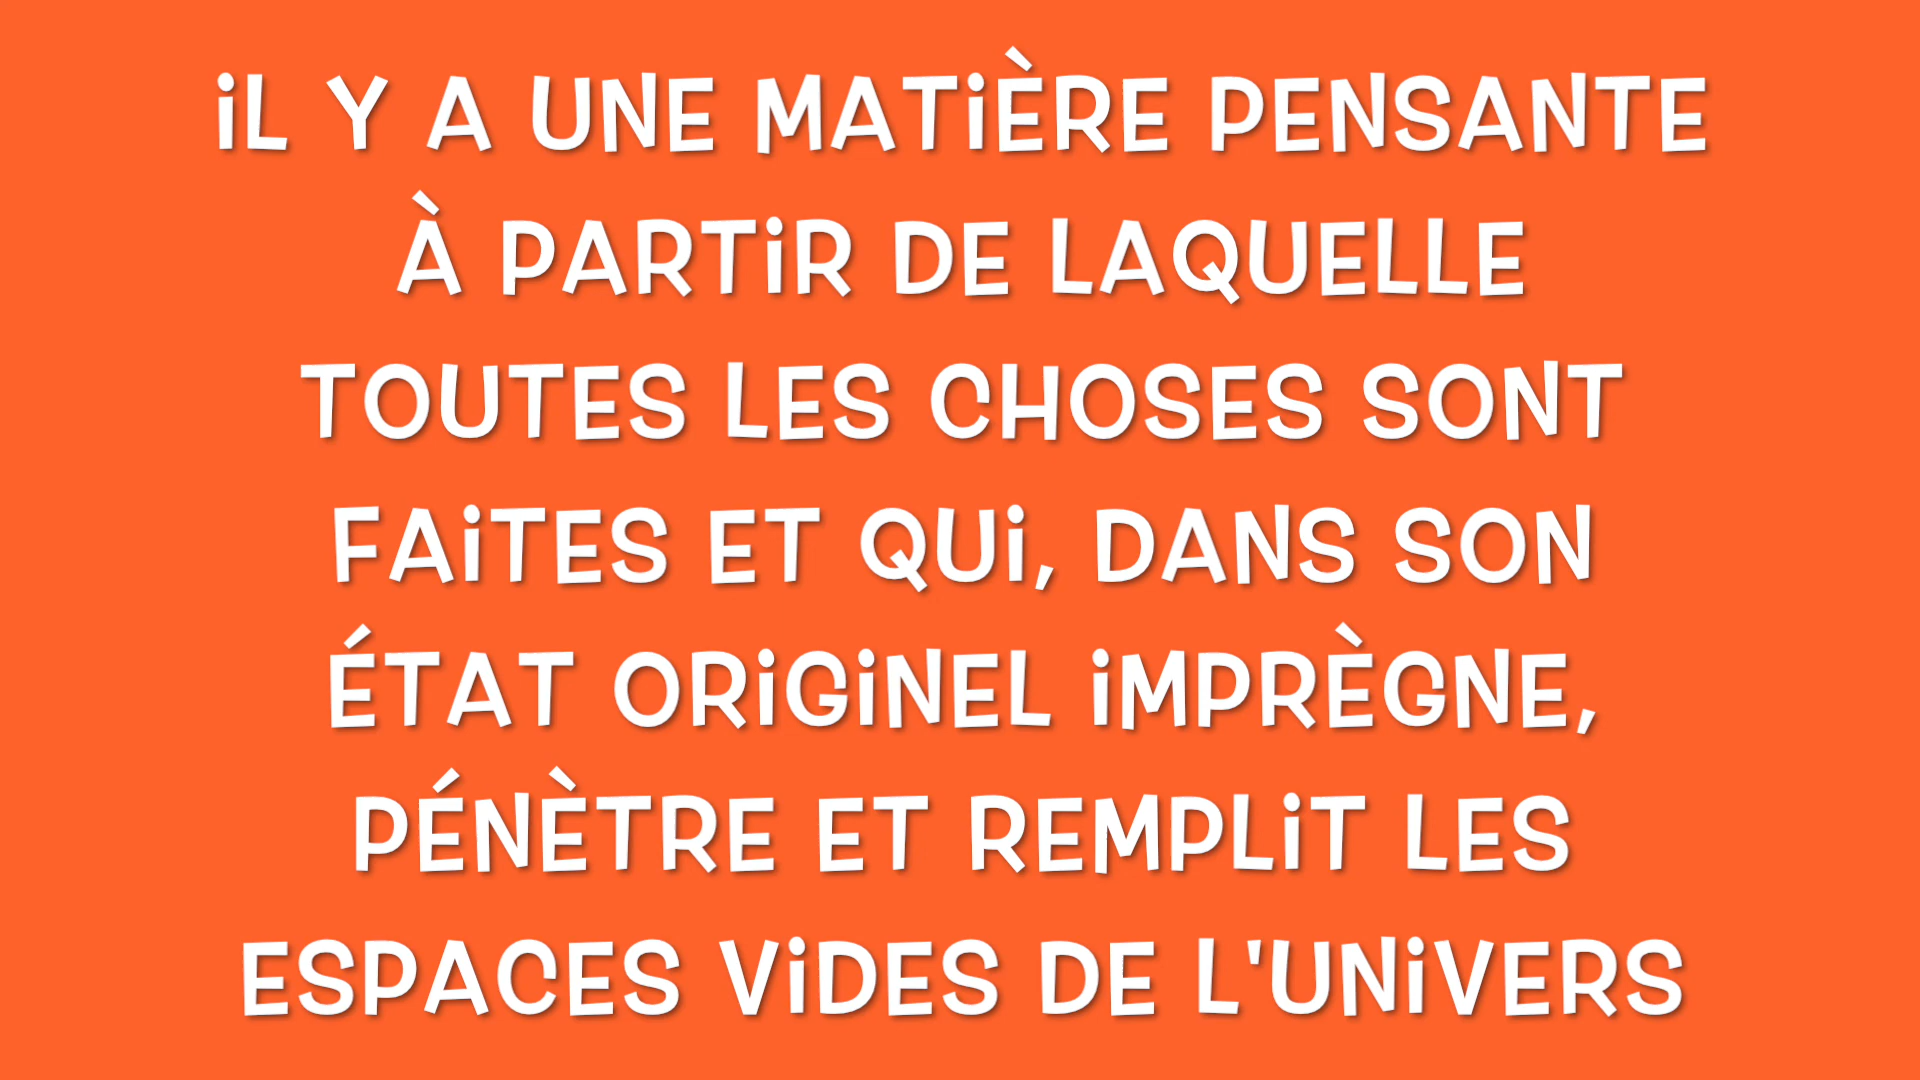 IL Y A UNE MATIÈRE PENSANTE
À PARTIR DE LAQUELLE
TOUTES LES CHOSES SONT
FAITES ET QUI, DANS SON
ÉTAT ORIGINEL IMPRÈGNE,
PÉNÈTRE ET REMPLIT LES
ESPACES VIDES DE L'UNIVERS